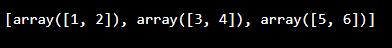 [array([1, 2]), array([3, 4]), array([5, 6])]